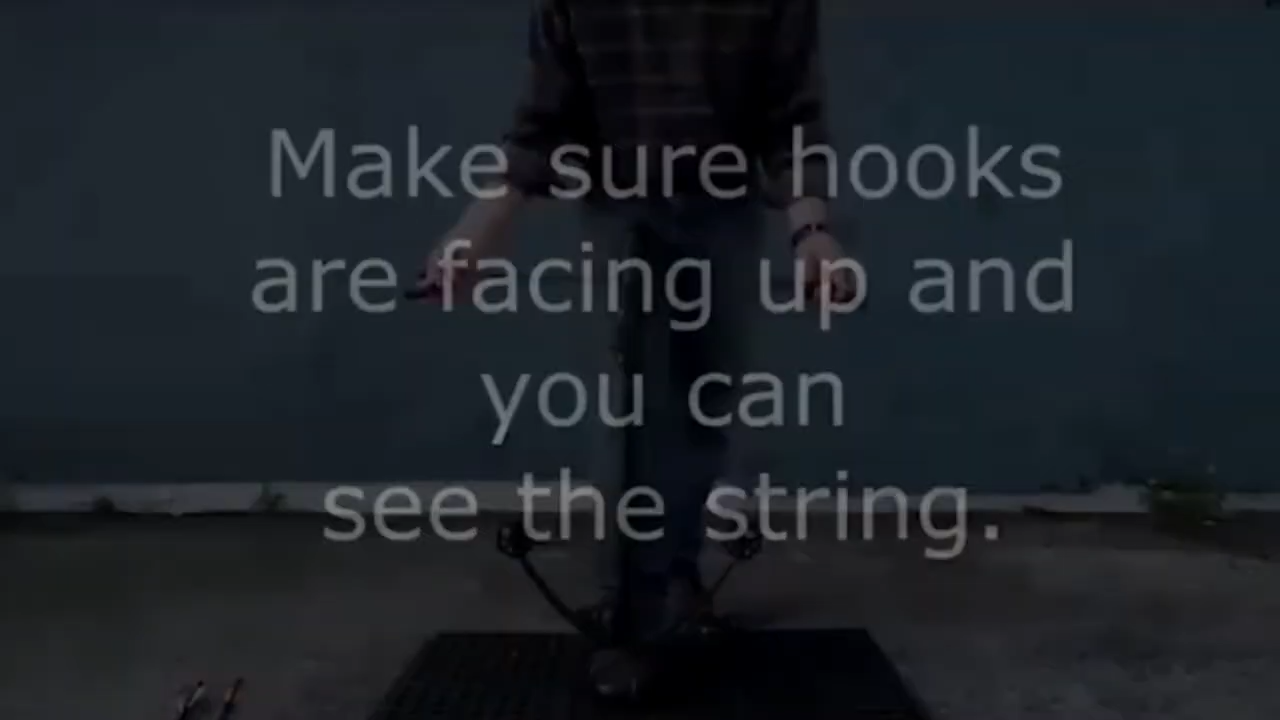 Make sure hooks
are facing up and
you can
see the string.